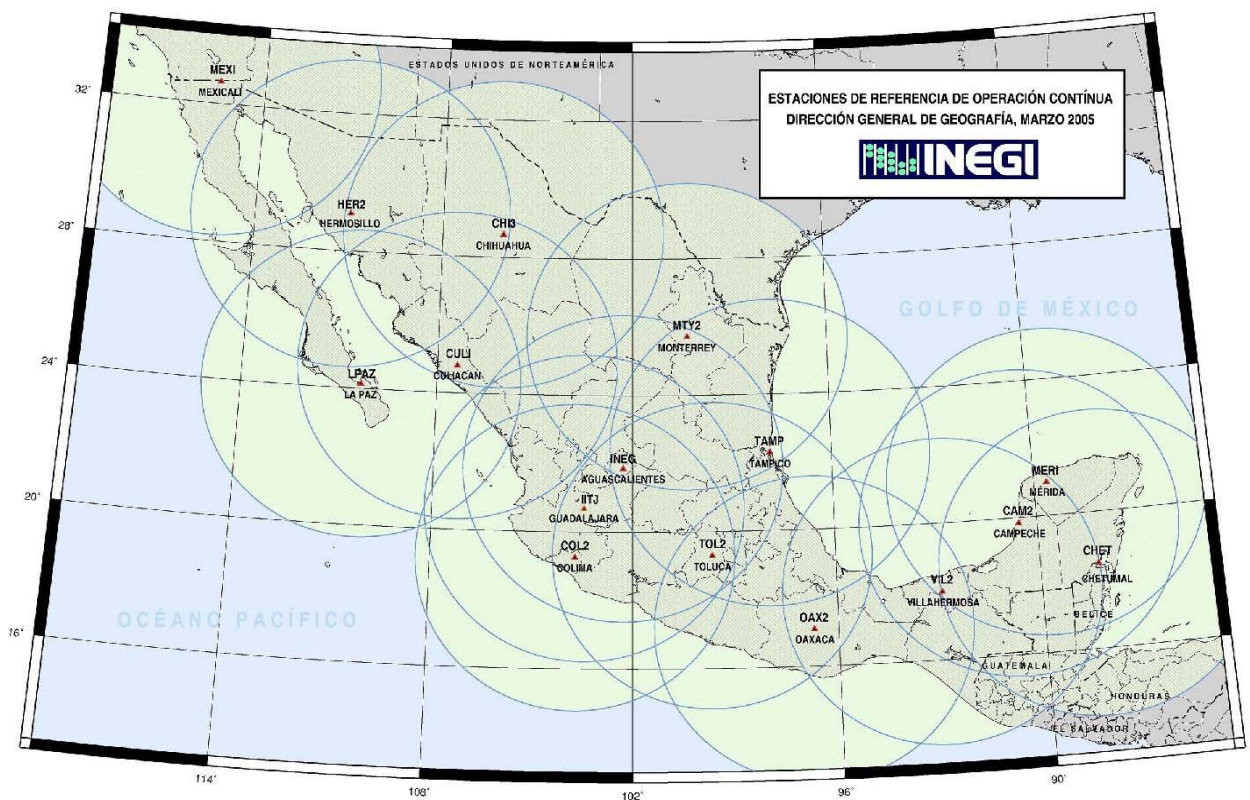 ESTADOS UNIDOS DE NORTEAMÉRICA
ESTACIONES DE REFERENCIA DE OPERACIÓN CONTÍNUA
DIRECCIÓN GENERAL DE GEOGRAFÍA, MARZO 2005
INEGI
MEXI
MEXICALI
32°
HER2
HERMOSILLO
CHI3
CHIHUAHUA
28°
GOLFO DE MÉXICO
MTY2
MONTERREY
CULI
CULIACAN
24°
LPAZ
LA PAZ
TAMP
TAMPICO
INEG
AGUASCALIENTES
MERI
MÉRIDA
20°
IITJ
GUADALAJARA
CAM2
CAMPECHE
COL2
COLIMA
TOL2
TOLUCA
CHET
CHETUMAL
VIL2
VILLAHERMOSA
OCÉANO PACÍFICO
BELICE
OAX2
OAXACA
16°
GUATEMALA
HONDURAS
EL SALVADOR
114°
108°
102°
96°
90°